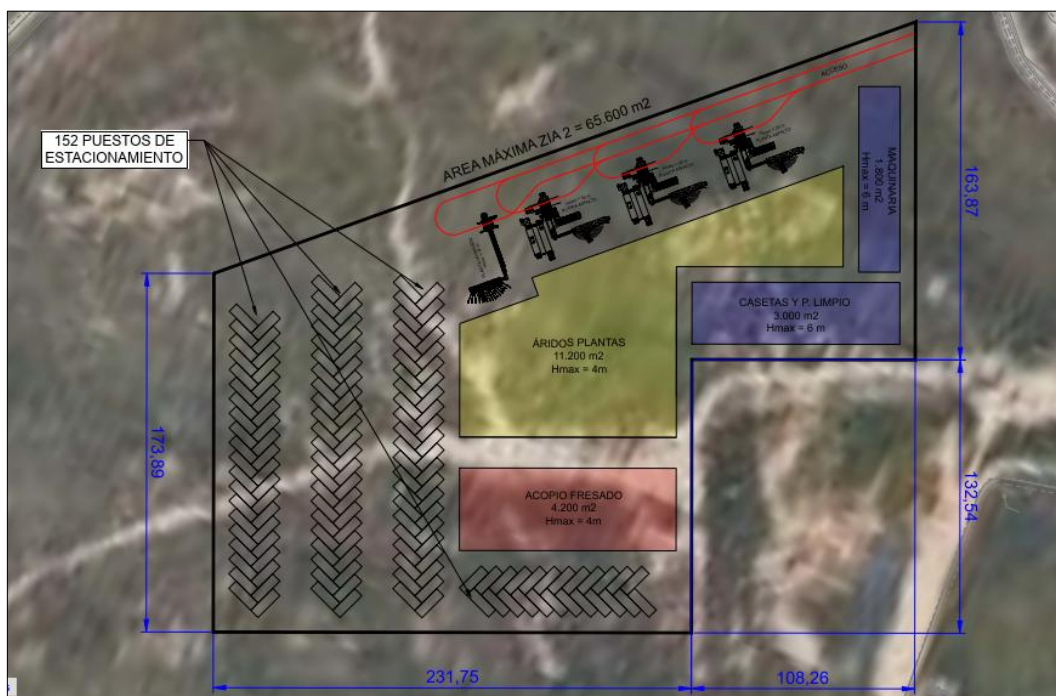 ACCESO
AREA MÁXIMA ZIA 2 = 65.600 m2
152 PUESTOS DE
ESTACIONAMIENTO
MAQUINARIA
1.800 m2
Hmax = 6 m
163,87
CASETAS Y P. LIMPIO
3.000 m2
Hmax = 6 m
ÁRIDOS PLANTAS
11.200 m2
Hmax = 4m
173,89
132,54
ACOPIO FRESADO
4.200 m2
Hmax = 4m
231,75
108,26